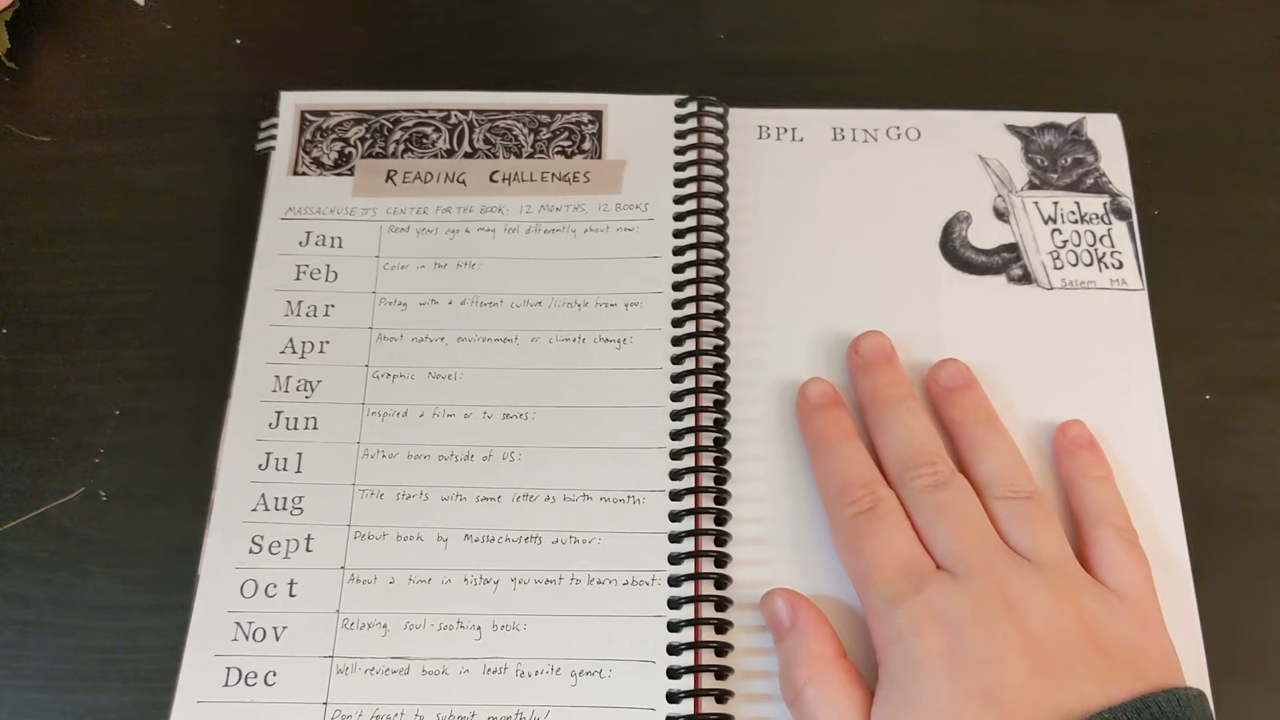 READING CHALLENGES
MASSACHUSETTS CENTER FOR THE BOOK: 12 MONTHS, 12 BOOKS
Jan Read years ago & may feel differently about now:
Feb Color in the title:
Mar Protag with a different culture/lifestyle from you:
Apr About nature, environment, or climate change:
May Graphic Novel:
Jun Inspired a film or tv series:
Jul Author born outside of US:
Aug Title starts with same letter as birth month:
Sept Debut book by Massachusetts author:
Oct About a time in history you want to learn about:
Nov Relaxing, soul-soothing book:
Dec Well-reviewed book in least favorite genre:
Don't forget to submit monthly!
BPL BINGO
Wicked
Good
BOOKS
Salem MA